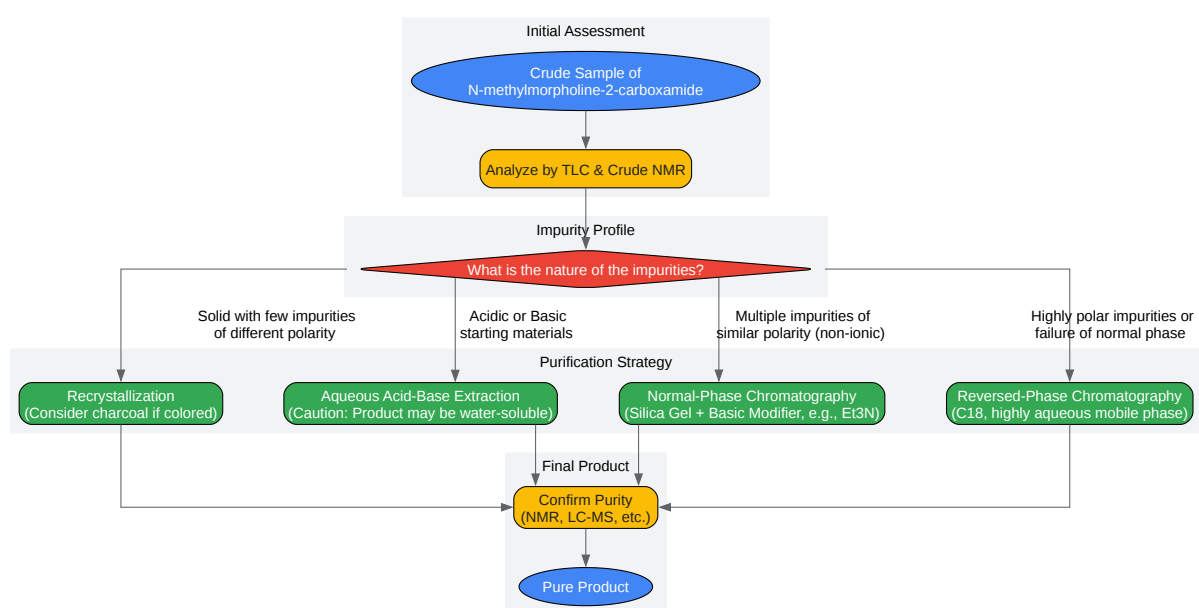 Initial Assessment
Crude Sample of
N-methylmorpholine-2-carboxamide
Analyze by TLC & Crude NMR
Impurity Profile
What is the nature of the impurities?
Solid with few impurities
of different polarity
Acidic or Basic
starting materials
Multiple impurities of
similar polarity (non-ionic)
Highly polar impurities or
failure of normal phase
Purification Strategy
Recrystallization
(Consider charcoal if colored)
Aqueous Acid-Base Extraction
(Caution: Product may be water-soluble)
Normal-Phase Chromatography
(Silica Gel + Basic Modifier, e.g., Et3N)
Reversed-Phase Chromatography
(C18, highly aqueous mobile phase)
Final Product
Confirm Purity
(NMR, LC-MS, etc.)
Pure Product